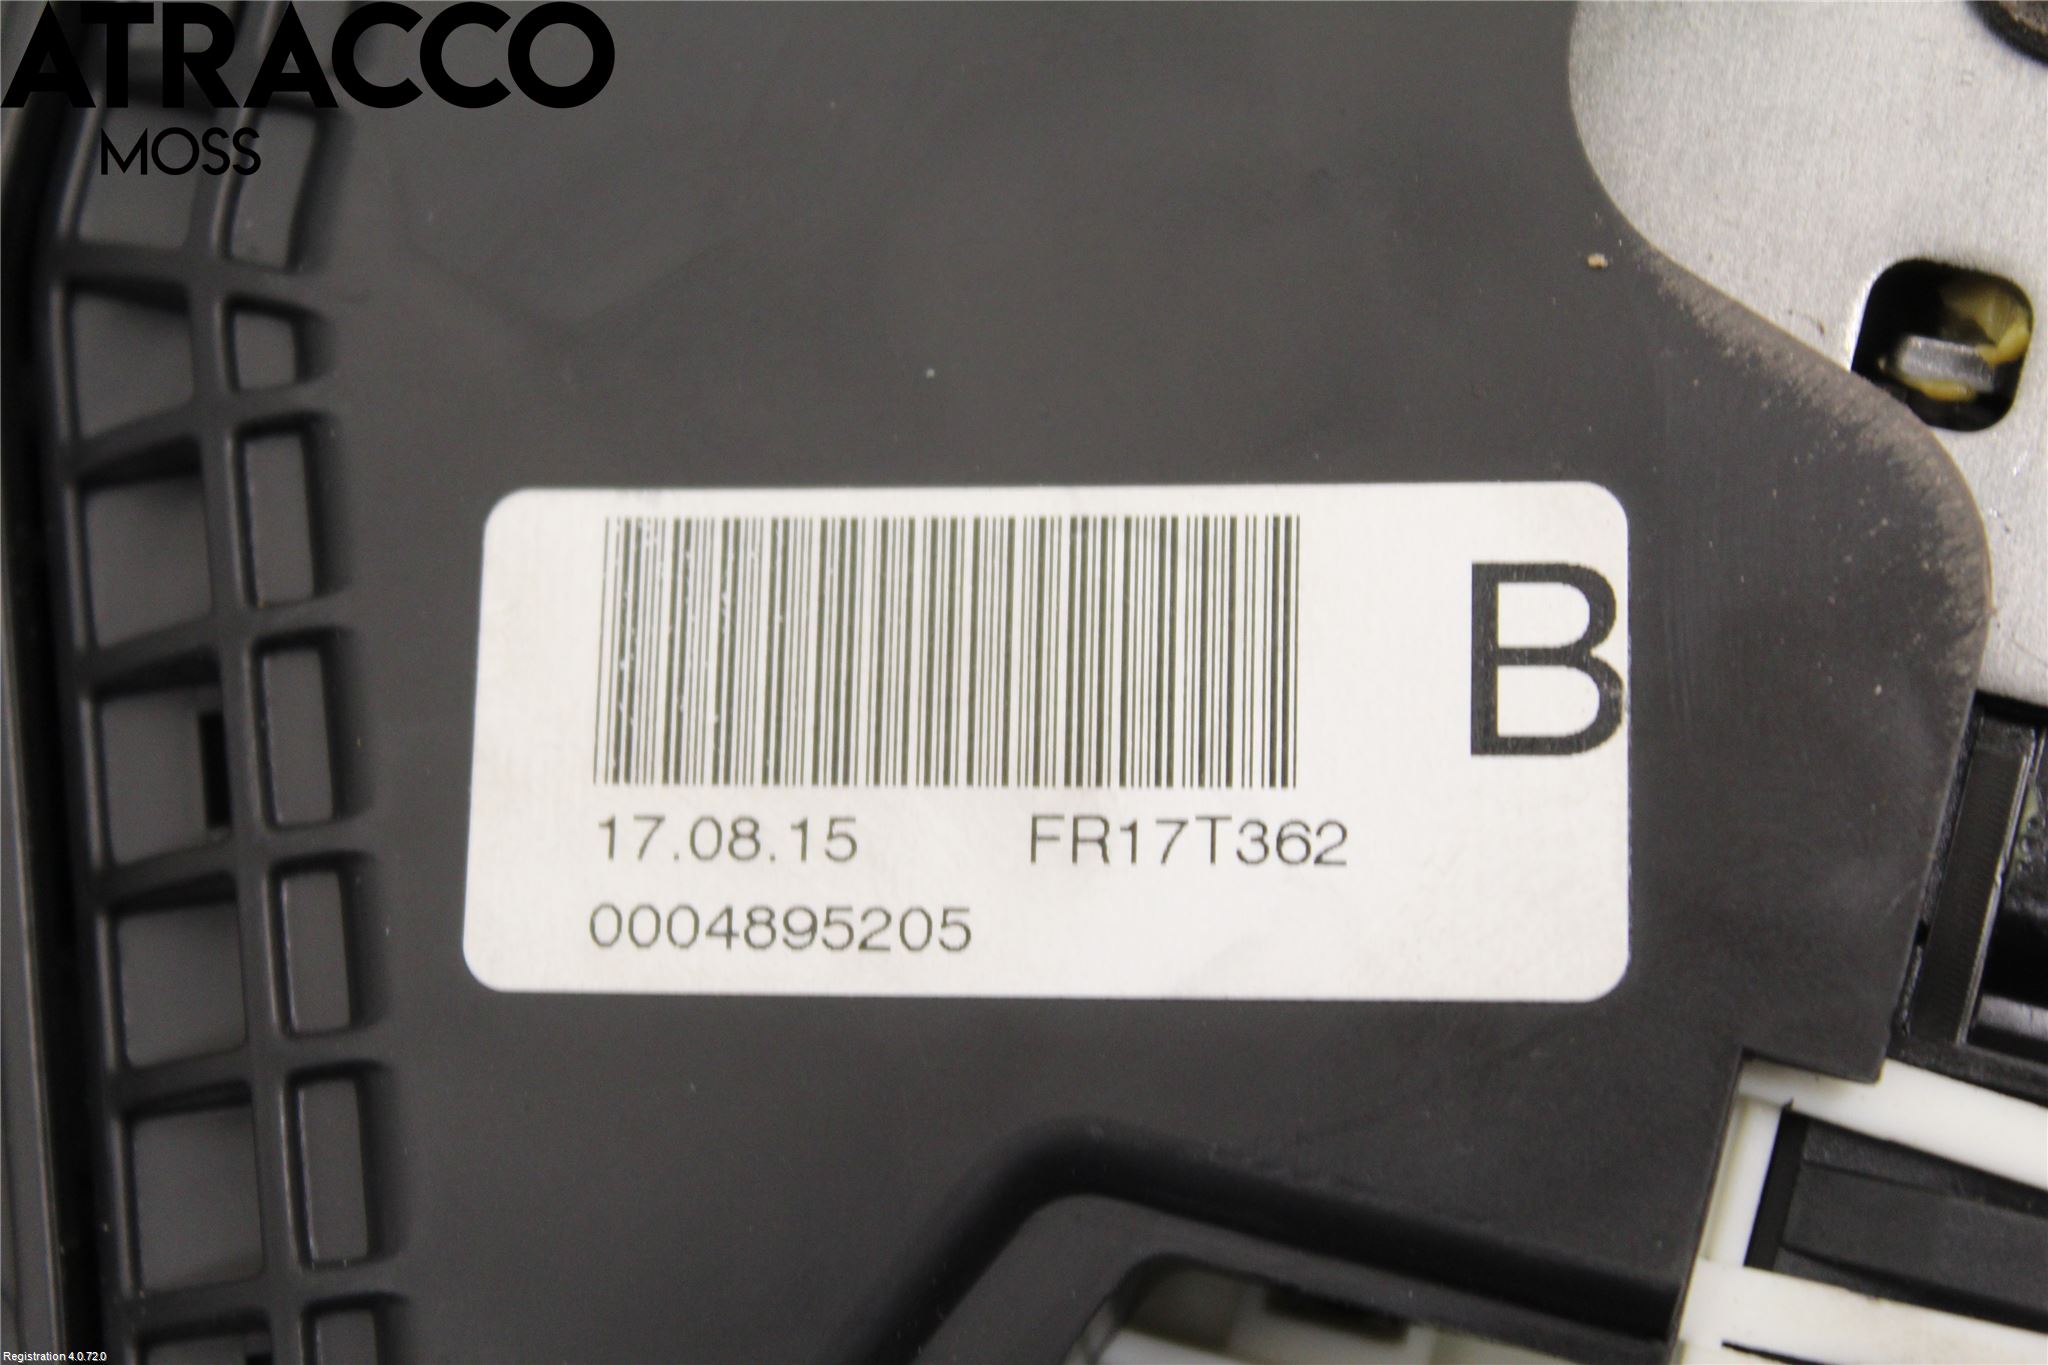 ATRACCO
MOSS
B
17.08.15 FR17T362
0004895205
Registration 4.0.72.0